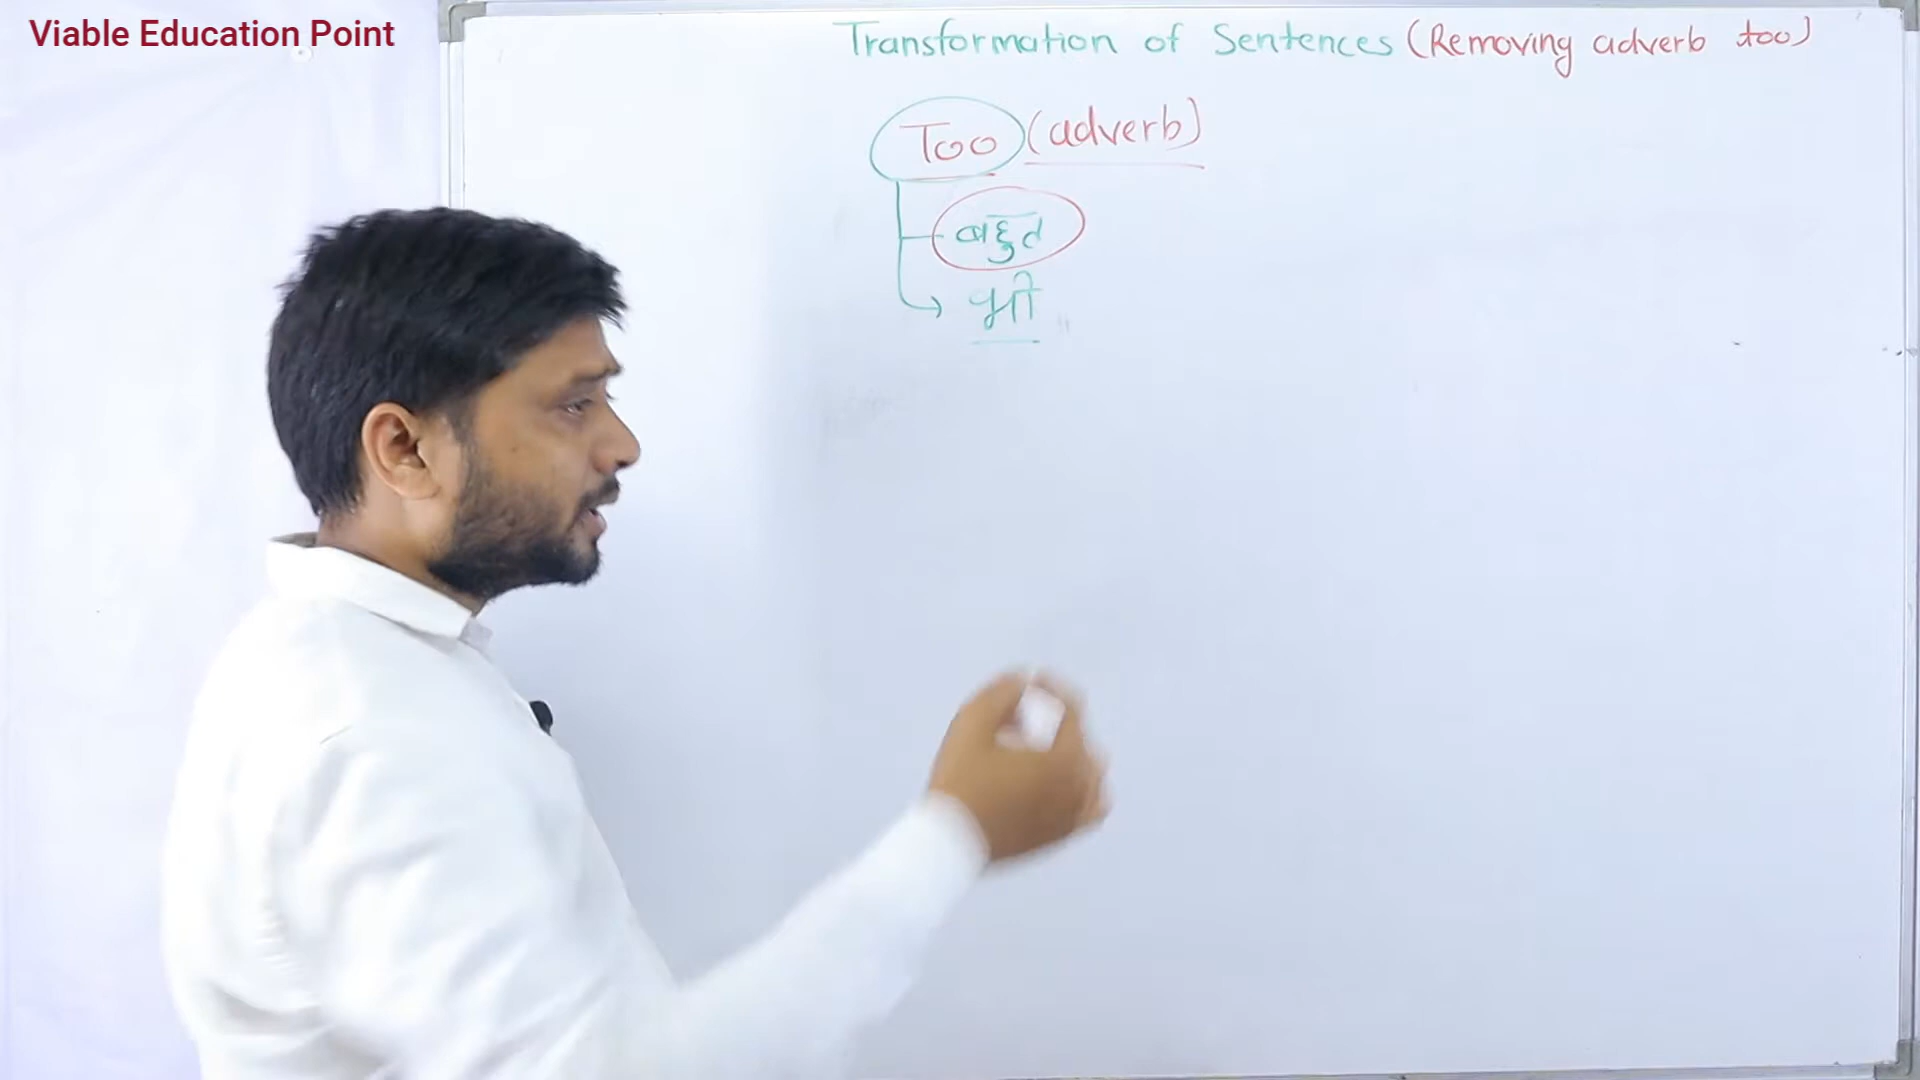 Viable Education Point
Transformation of Sentences (Removing adverb too)
Too (adverb)
बहुत
भी